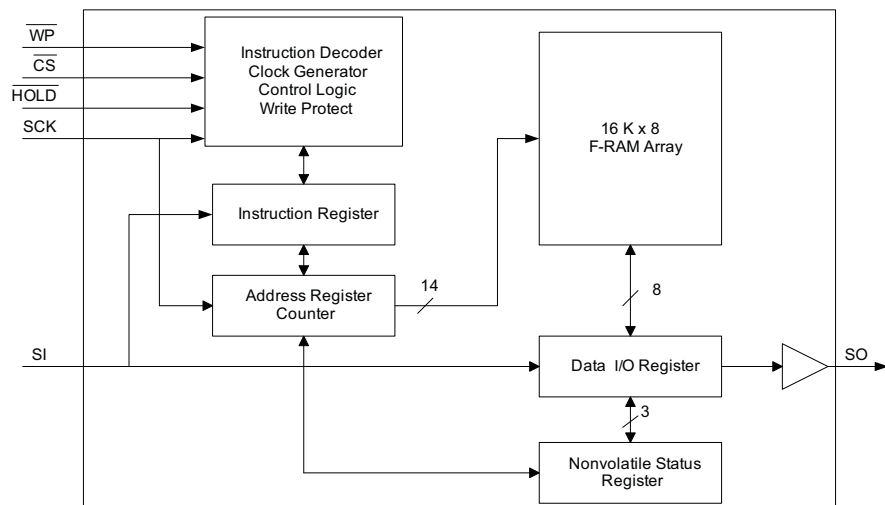 WP
CS
HOLD
SCK
Instruction Decoder
Clock Generator
Control Logic
Write Protect
16 K x 8
F-RAM Array
Instruction Register
Address Register
Counter
14
8
SI
Data I/O Register
SO
3
Nonvolatile Status
Register